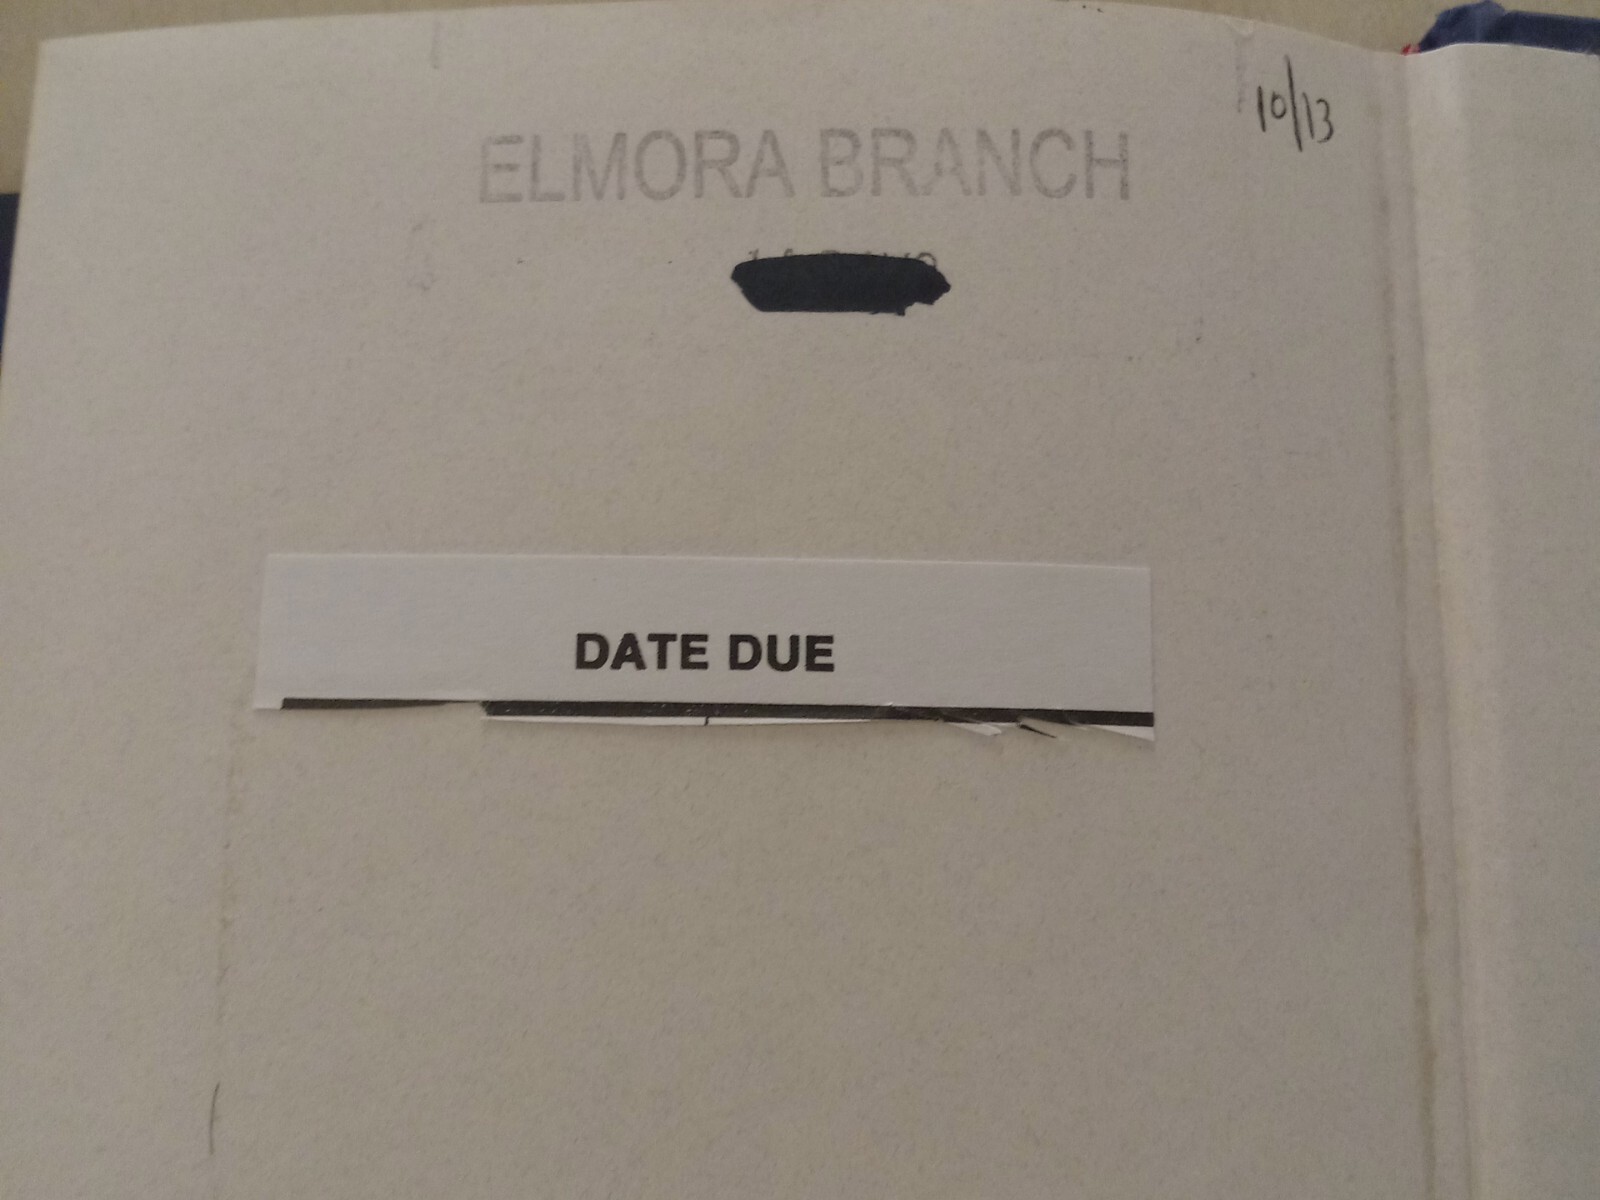 10/13
ELMORA BRANCH
DATE DUE